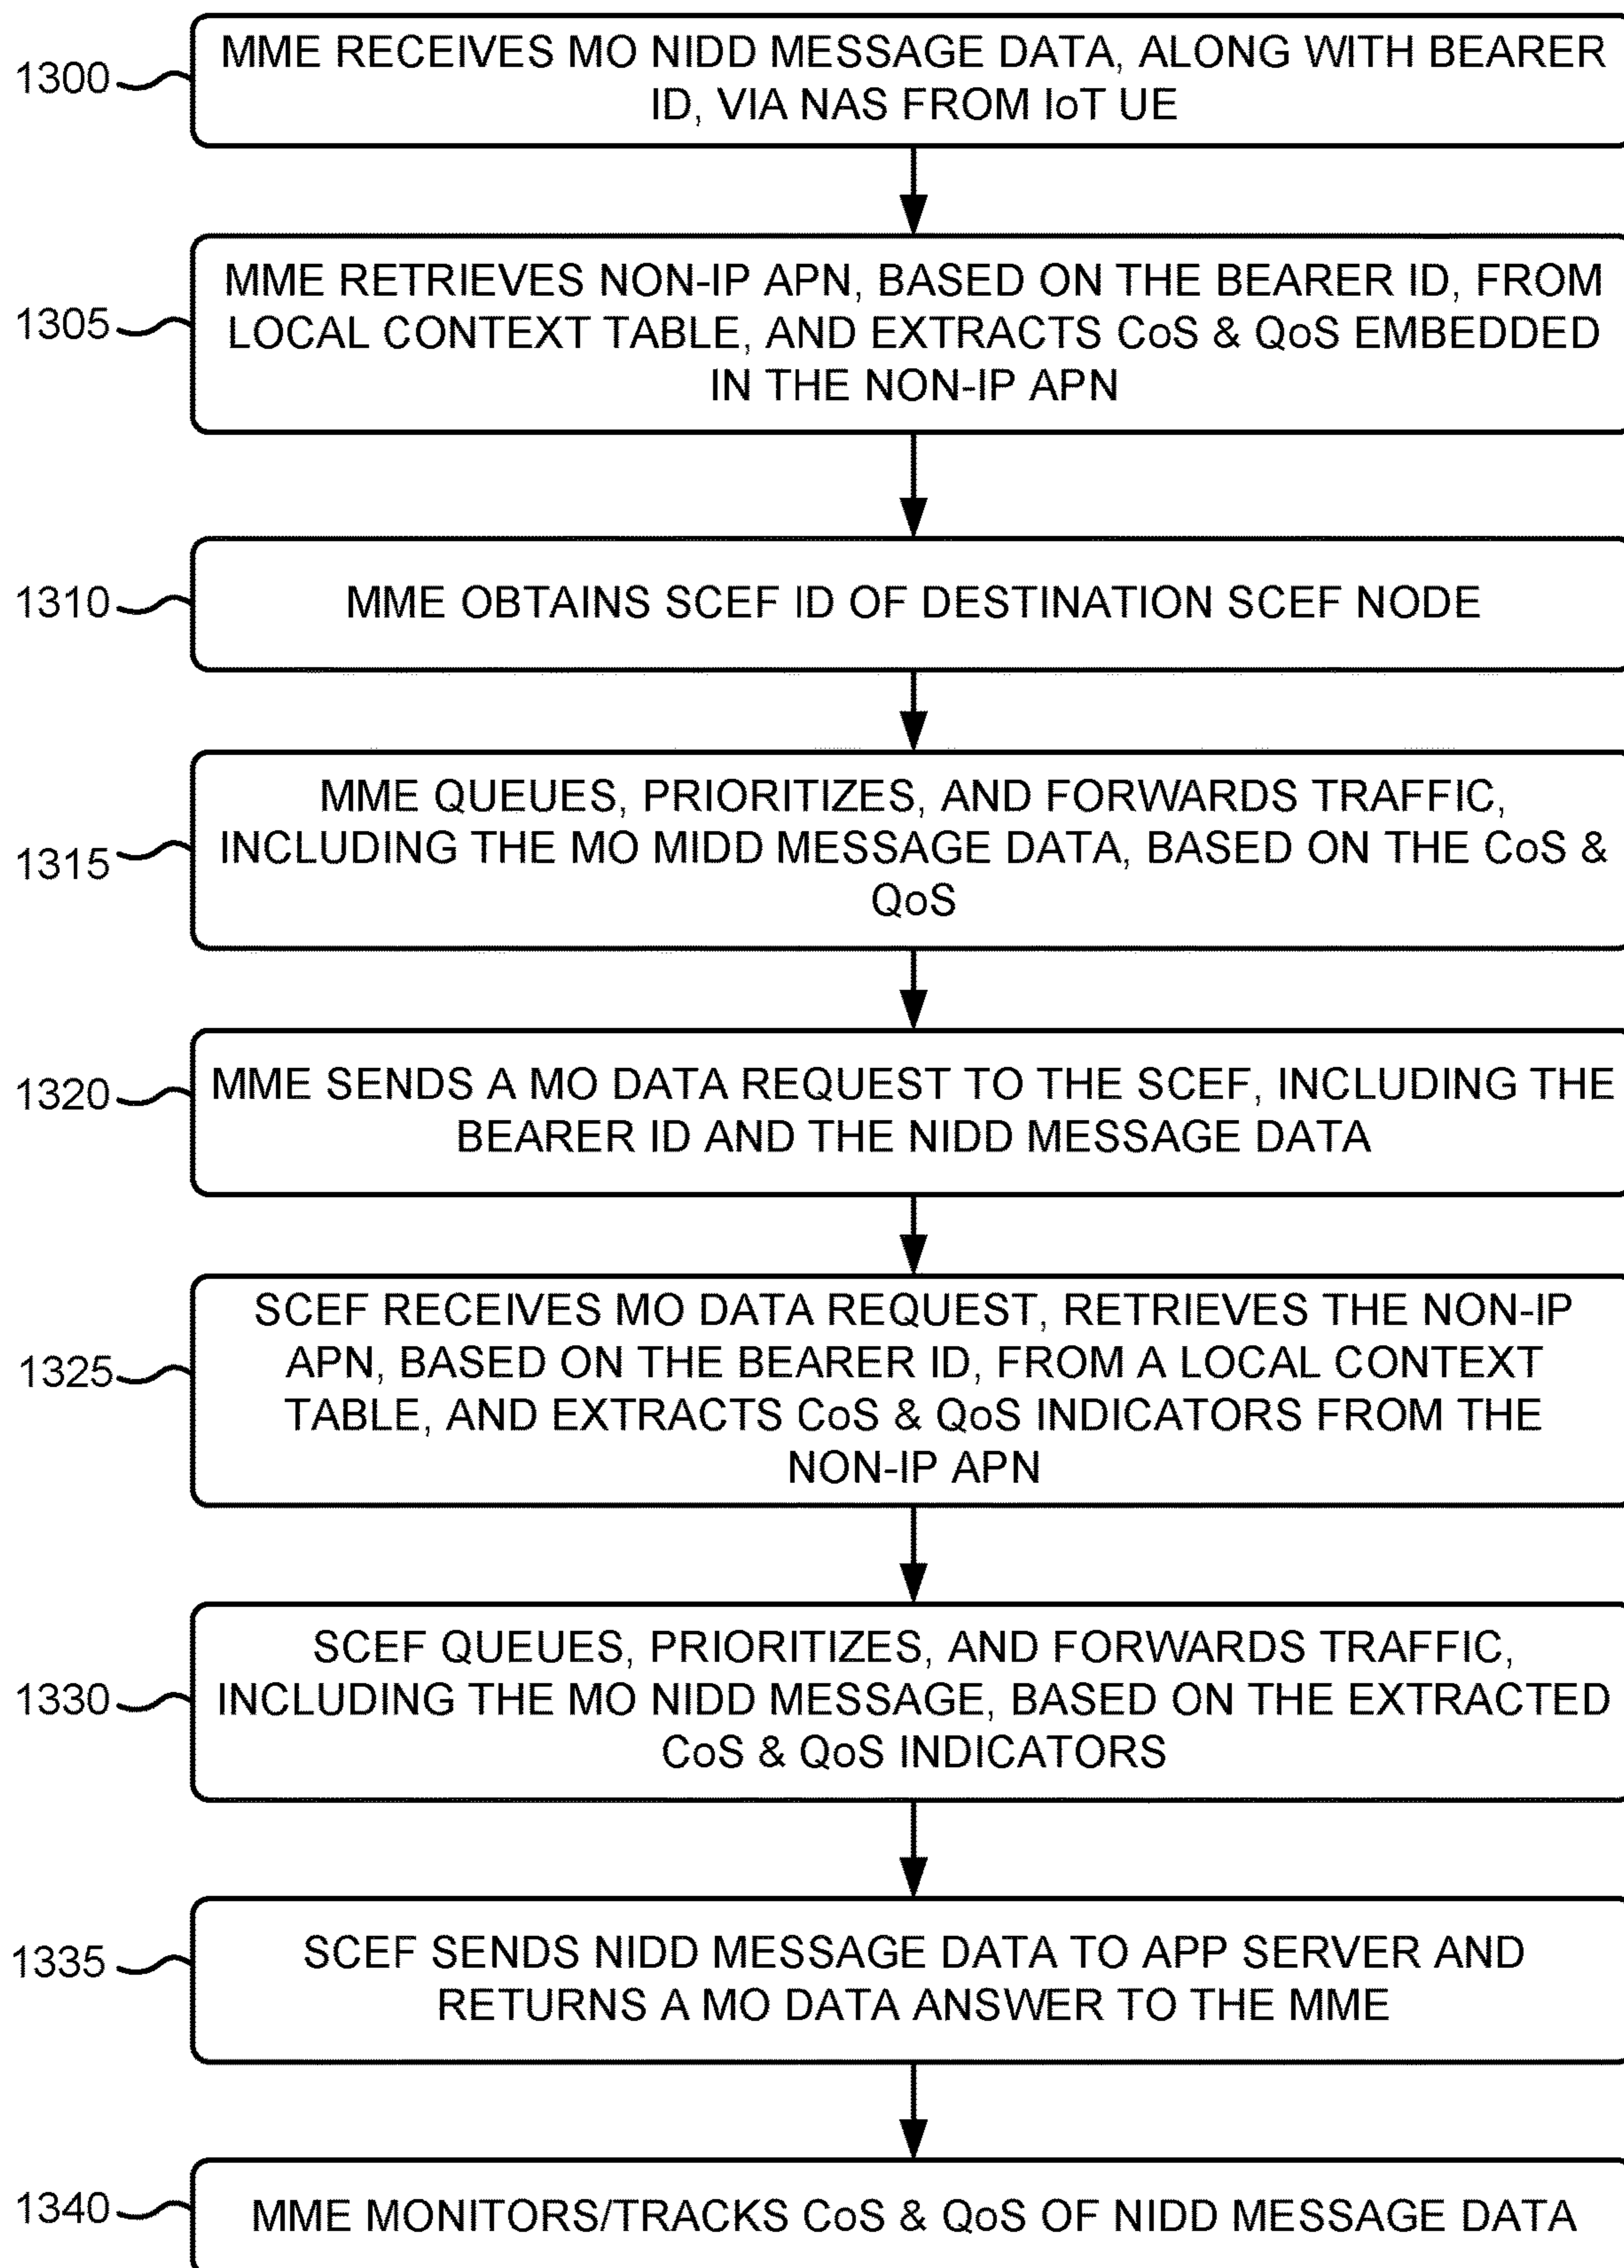 1300
MME RECEIVES MO NIDD MESSAGE DATA, ALONG WITH BEARER
ID, VIA NAS FROM IoT UE
1305
MME RETRIEVES NON-IP APN, BASED ON THE BEARER ID, FROM
LOCAL CONTEXT TABLE, AND EXTRACTS CoS & QoS EMBEDDED
IN THE NON-IP APN
1310
MME OBTAINS SCEF ID OF DESTINATION SCEF NODE
1315
MME QUEUES, PRIORITIZES, AND FORWARDS TRAFFIC,
INCLUDING THE MO MIDD MESSAGE DATA, BASED ON THE CoS &
QoS
1320
MME SENDS A MO DATA REQUEST TO THE SCEF, INCLUDING THE
BEARER ID AND THE NIDD MESSAGE DATA
1325
SCEF RECEIVES MO DATA REQUEST, RETRIEVES THE NON-IP
APN, BASED ON THE BEARER ID, FROM A LOCAL CONTEXT
TABLE, AND EXTRACTS CoS & QoS INDICATORS FROM THE
NON-IP APN
1330
SCEF QUEUES, PRIORITIZES, AND FORWARDS TRAFFIC,
INCLUDING THE MO NIDD MESSAGE, BASED ON THE EXTRACTED
CoS & QoS INDICATORS
1335
SCEF SENDS NIDD MESSAGE DATA TO APP SERVER AND
RETURNS A MO DATA ANSWER TO THE MME
1340
MME MONITORS/TRACKS CoS & QoS OF NIDD MESSAGE DATA